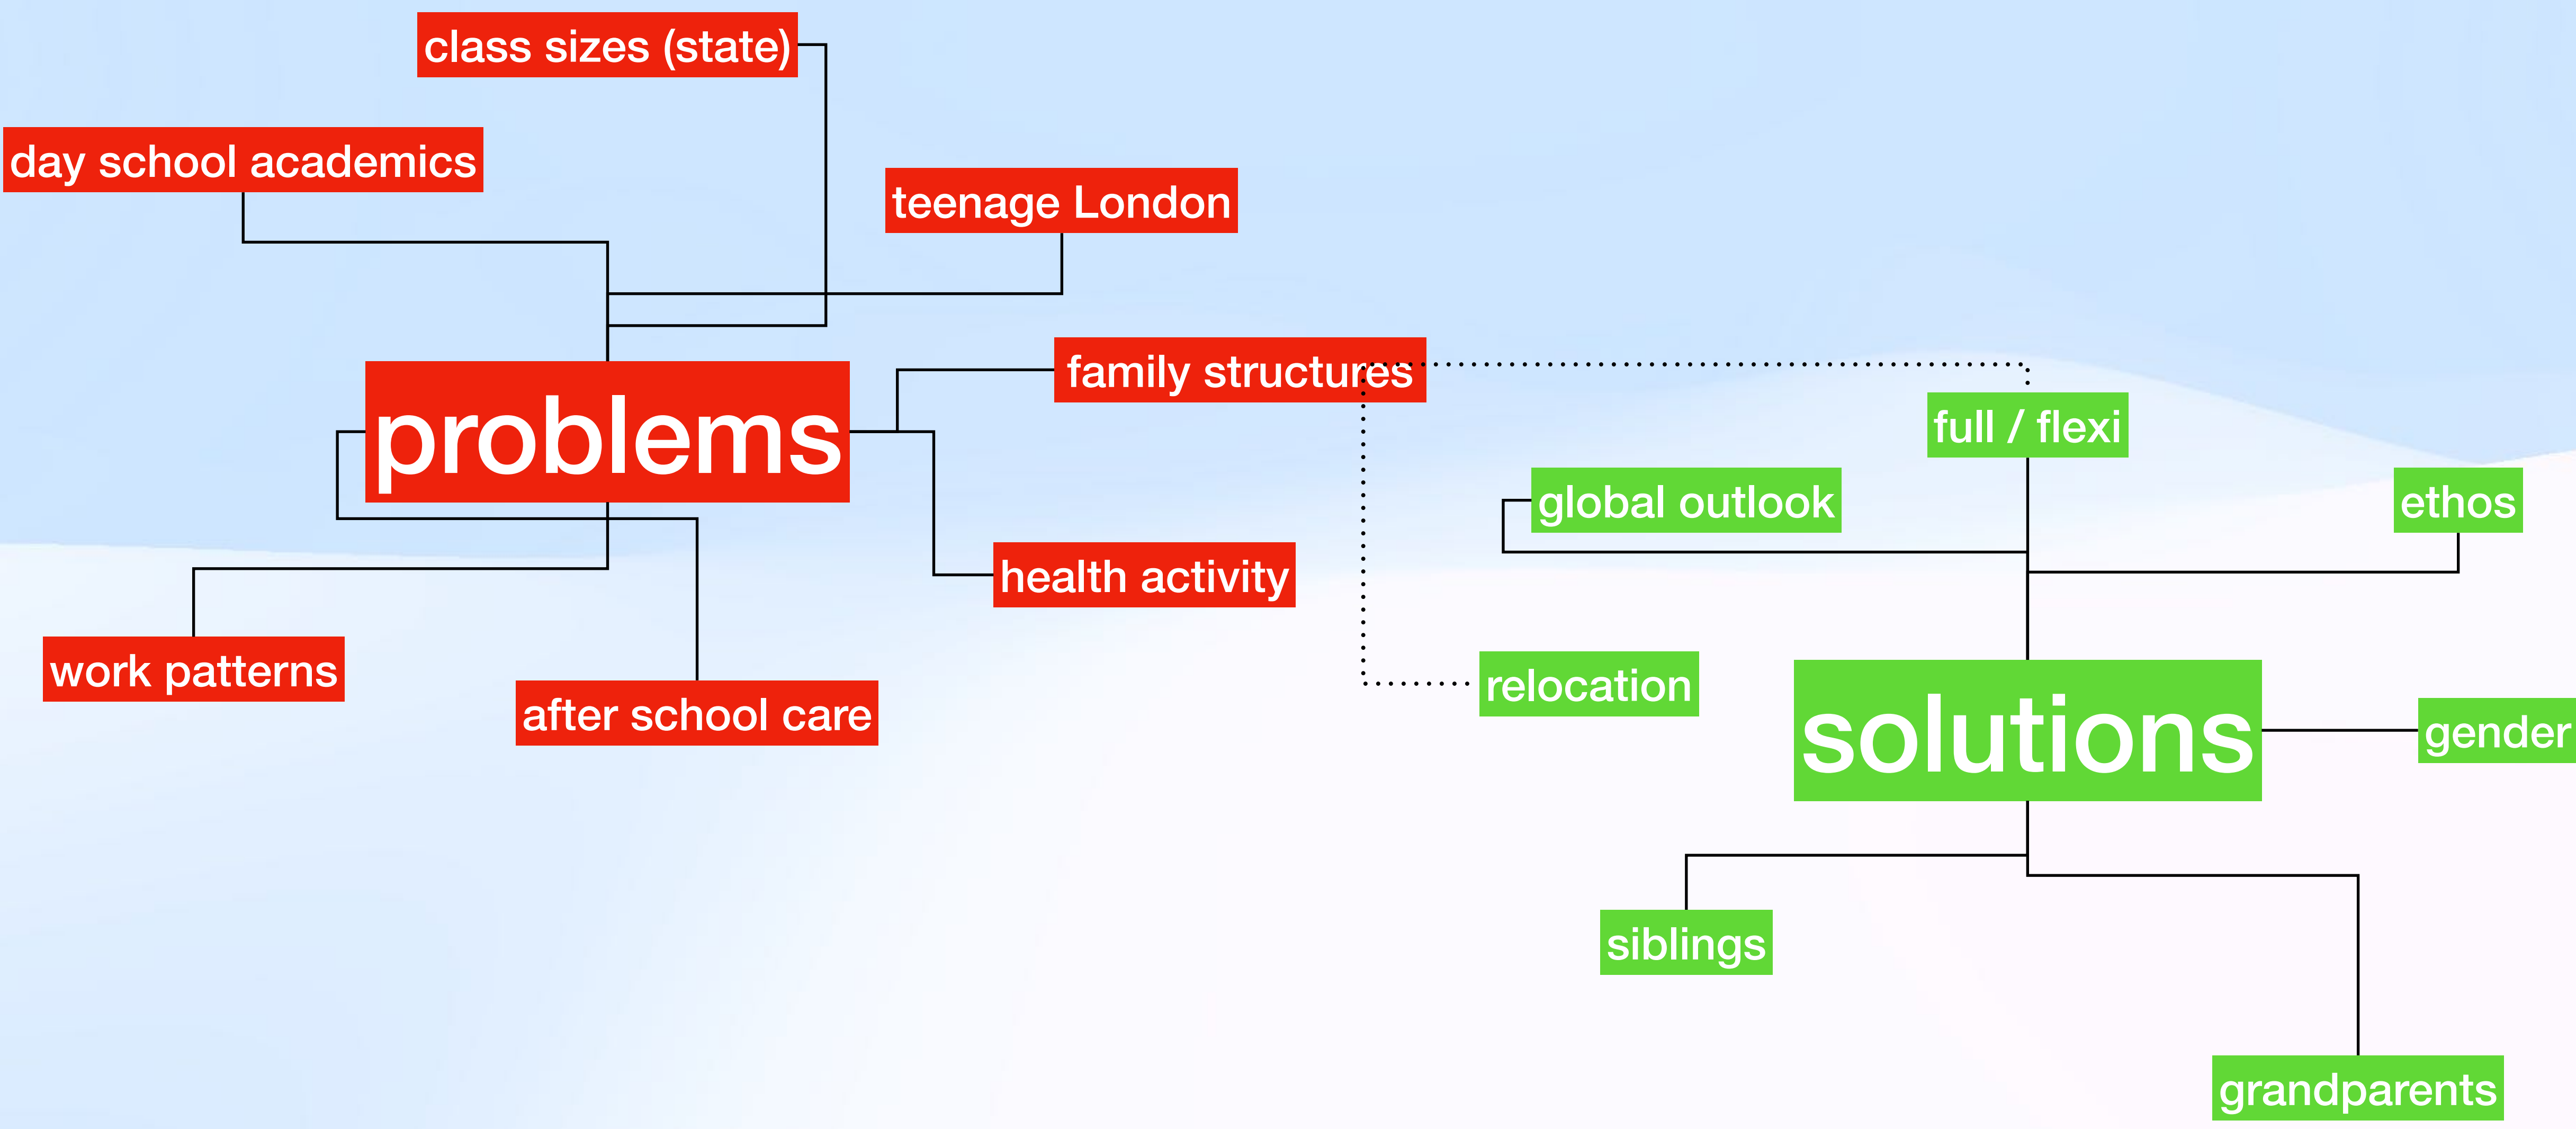 class sizes (state)
day school academics
teenage London
family structures
problems
health activity
work patterns
after school care
full / flexi
global outlook
ethos
relocation
solutions
gender
siblings
grandparents